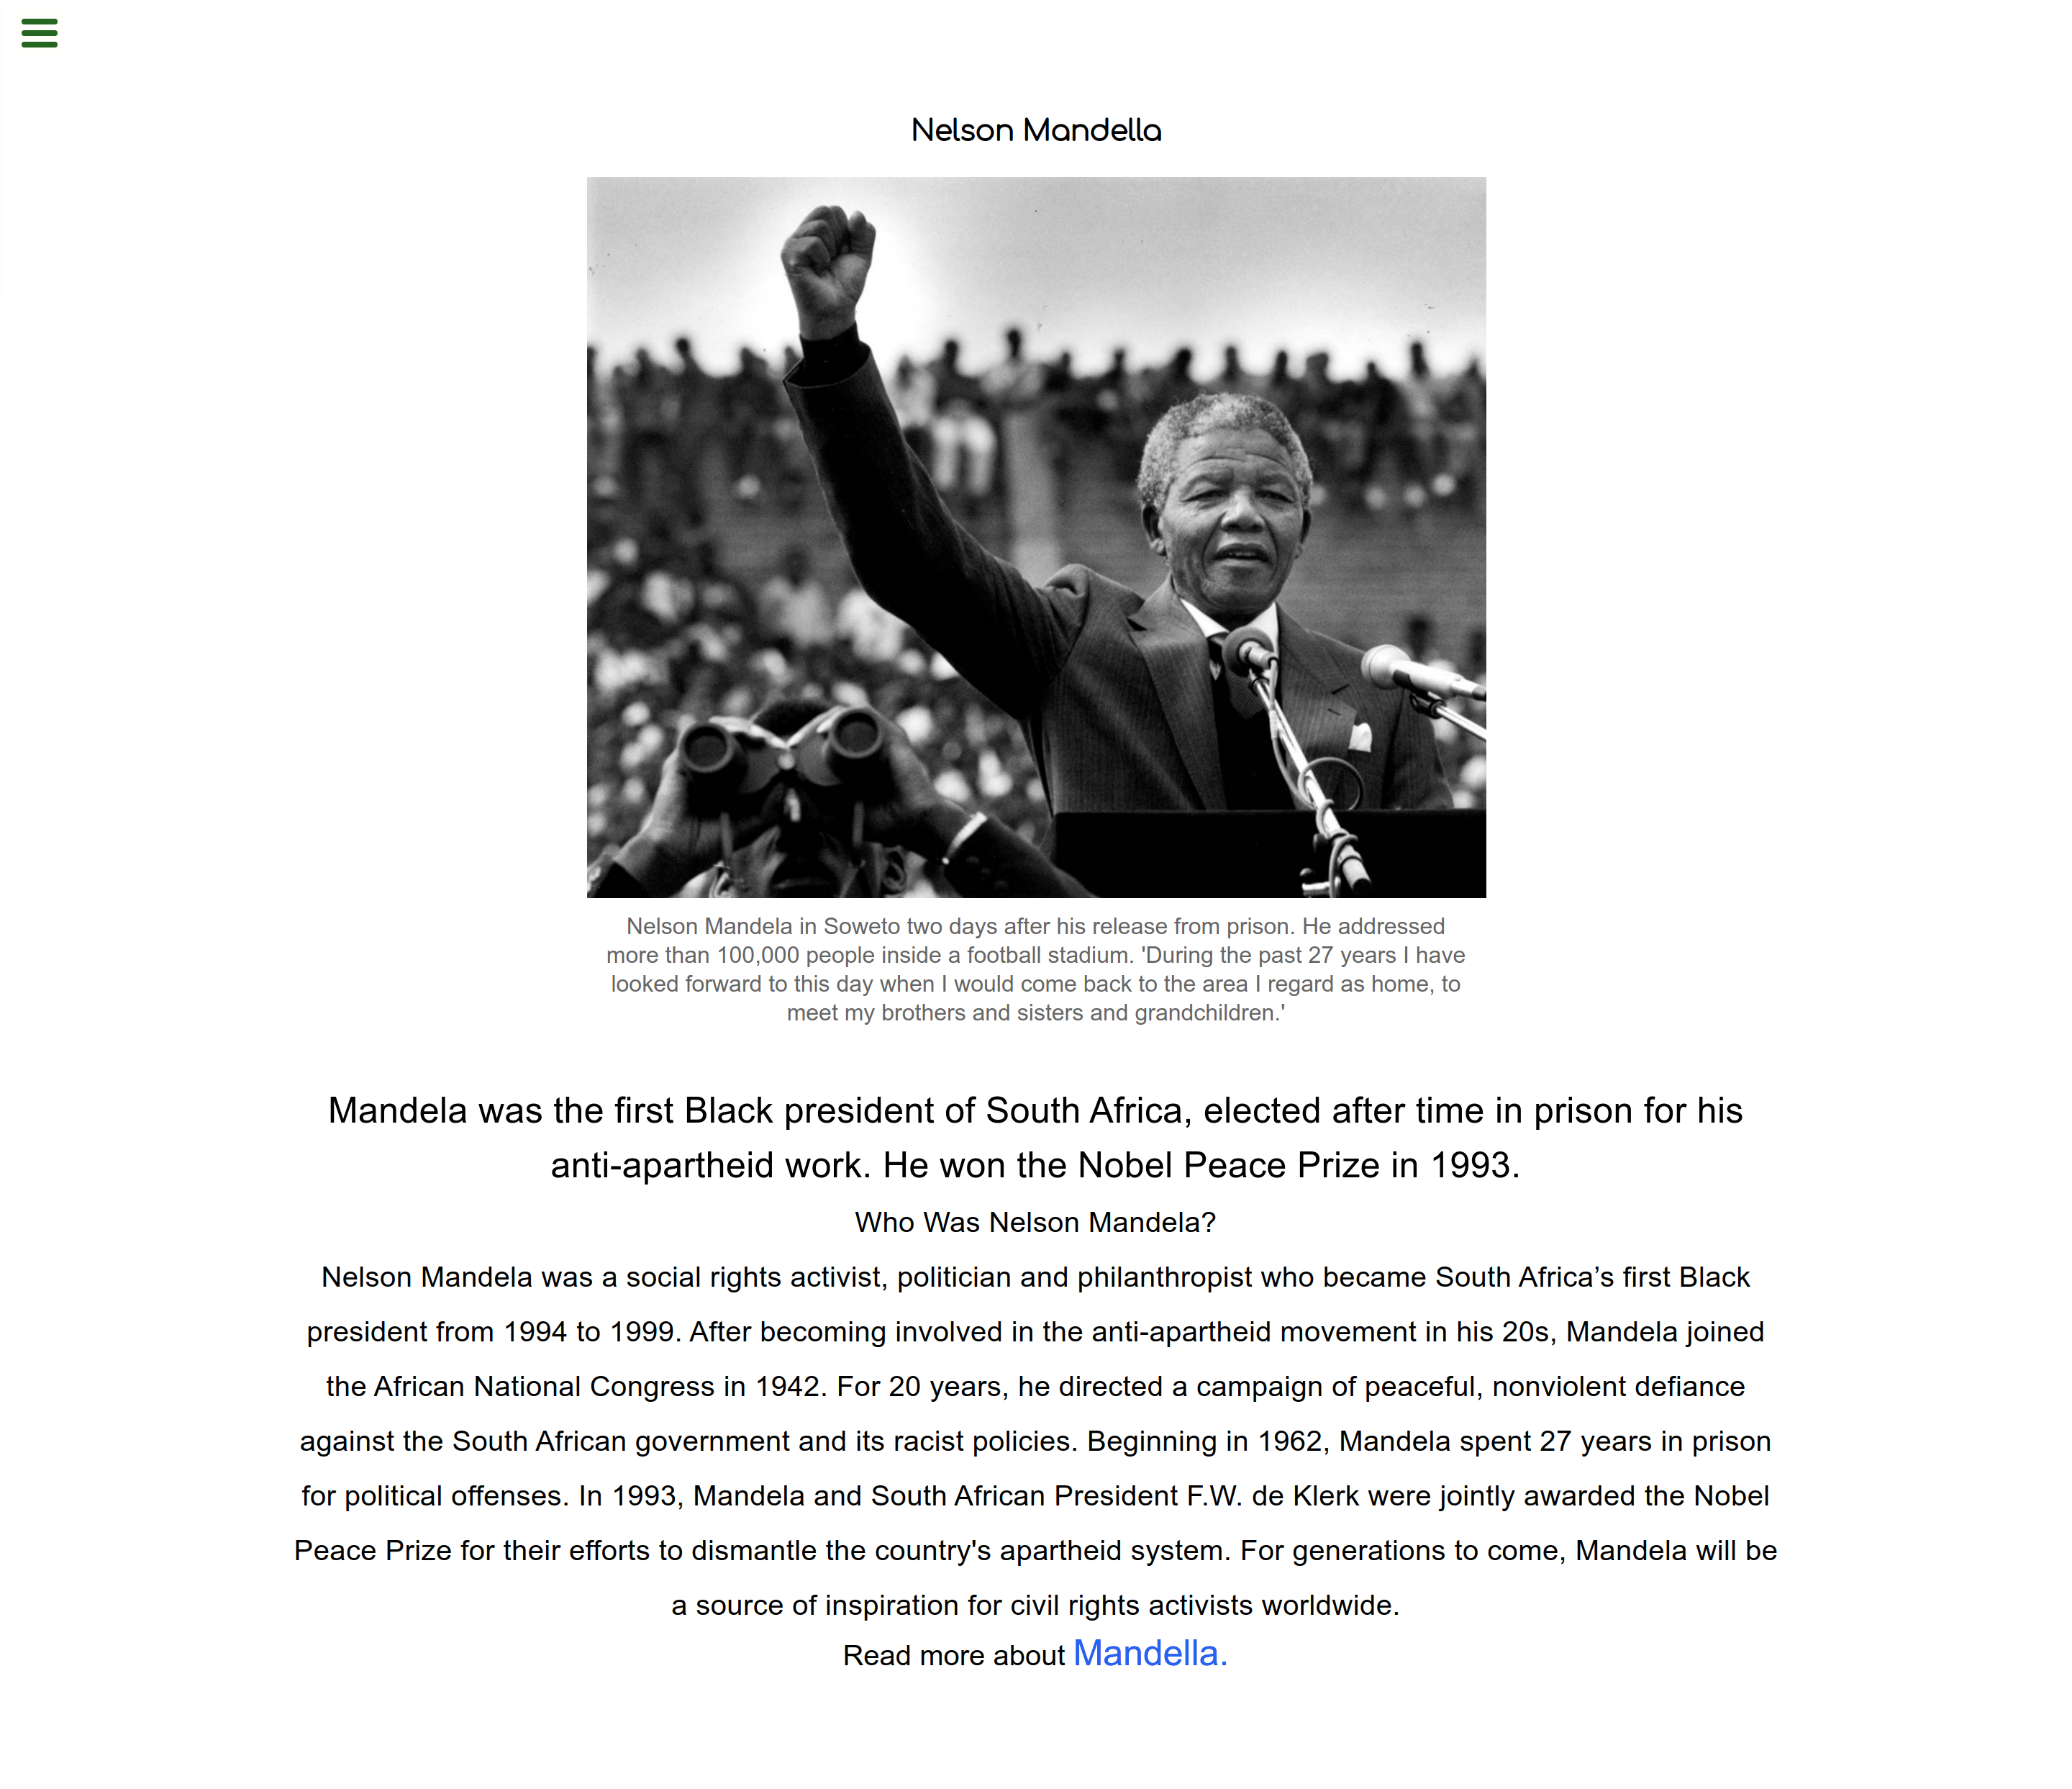 Nelson Mandella
Nelson Mandela in Soweto two days after his release from prison. He addressed
more than 100,000 people inside a football stadium. 'During the past 27 years I have
looked forward to this day when I would come back to the area I regard as home, to
meet my brothers and sisters and grandchildren.'
Mandela was the first Black president of South Africa, elected after time in prison for his
anti-apartheid work. He won the Nobel Peace Prize in 1993.
Who Was Nelson Mandela?
Nelson Mandela was a social rights activist, politician and philanthropist who became South Africa’s first Black
president from 1994 to 1999. After becoming involved in the anti-apartheid movement in his 20s, Mandela joined
the African National Congress in 1942. For 20 years, he directed a campaign of peaceful, nonviolent defiance
against the South African government and its racist policies. Beginning in 1962, Mandela spent 27 years in prison
for political offenses. In 1993, Mandela and South African President F.W. de Klerk were jointly awarded the Nobel
Peace Prize for their efforts to dismantle the country's apartheid system. For generations to come, Mandela will be
a source of inspiration for civil rights activists worldwide.
Read more about Mandella.